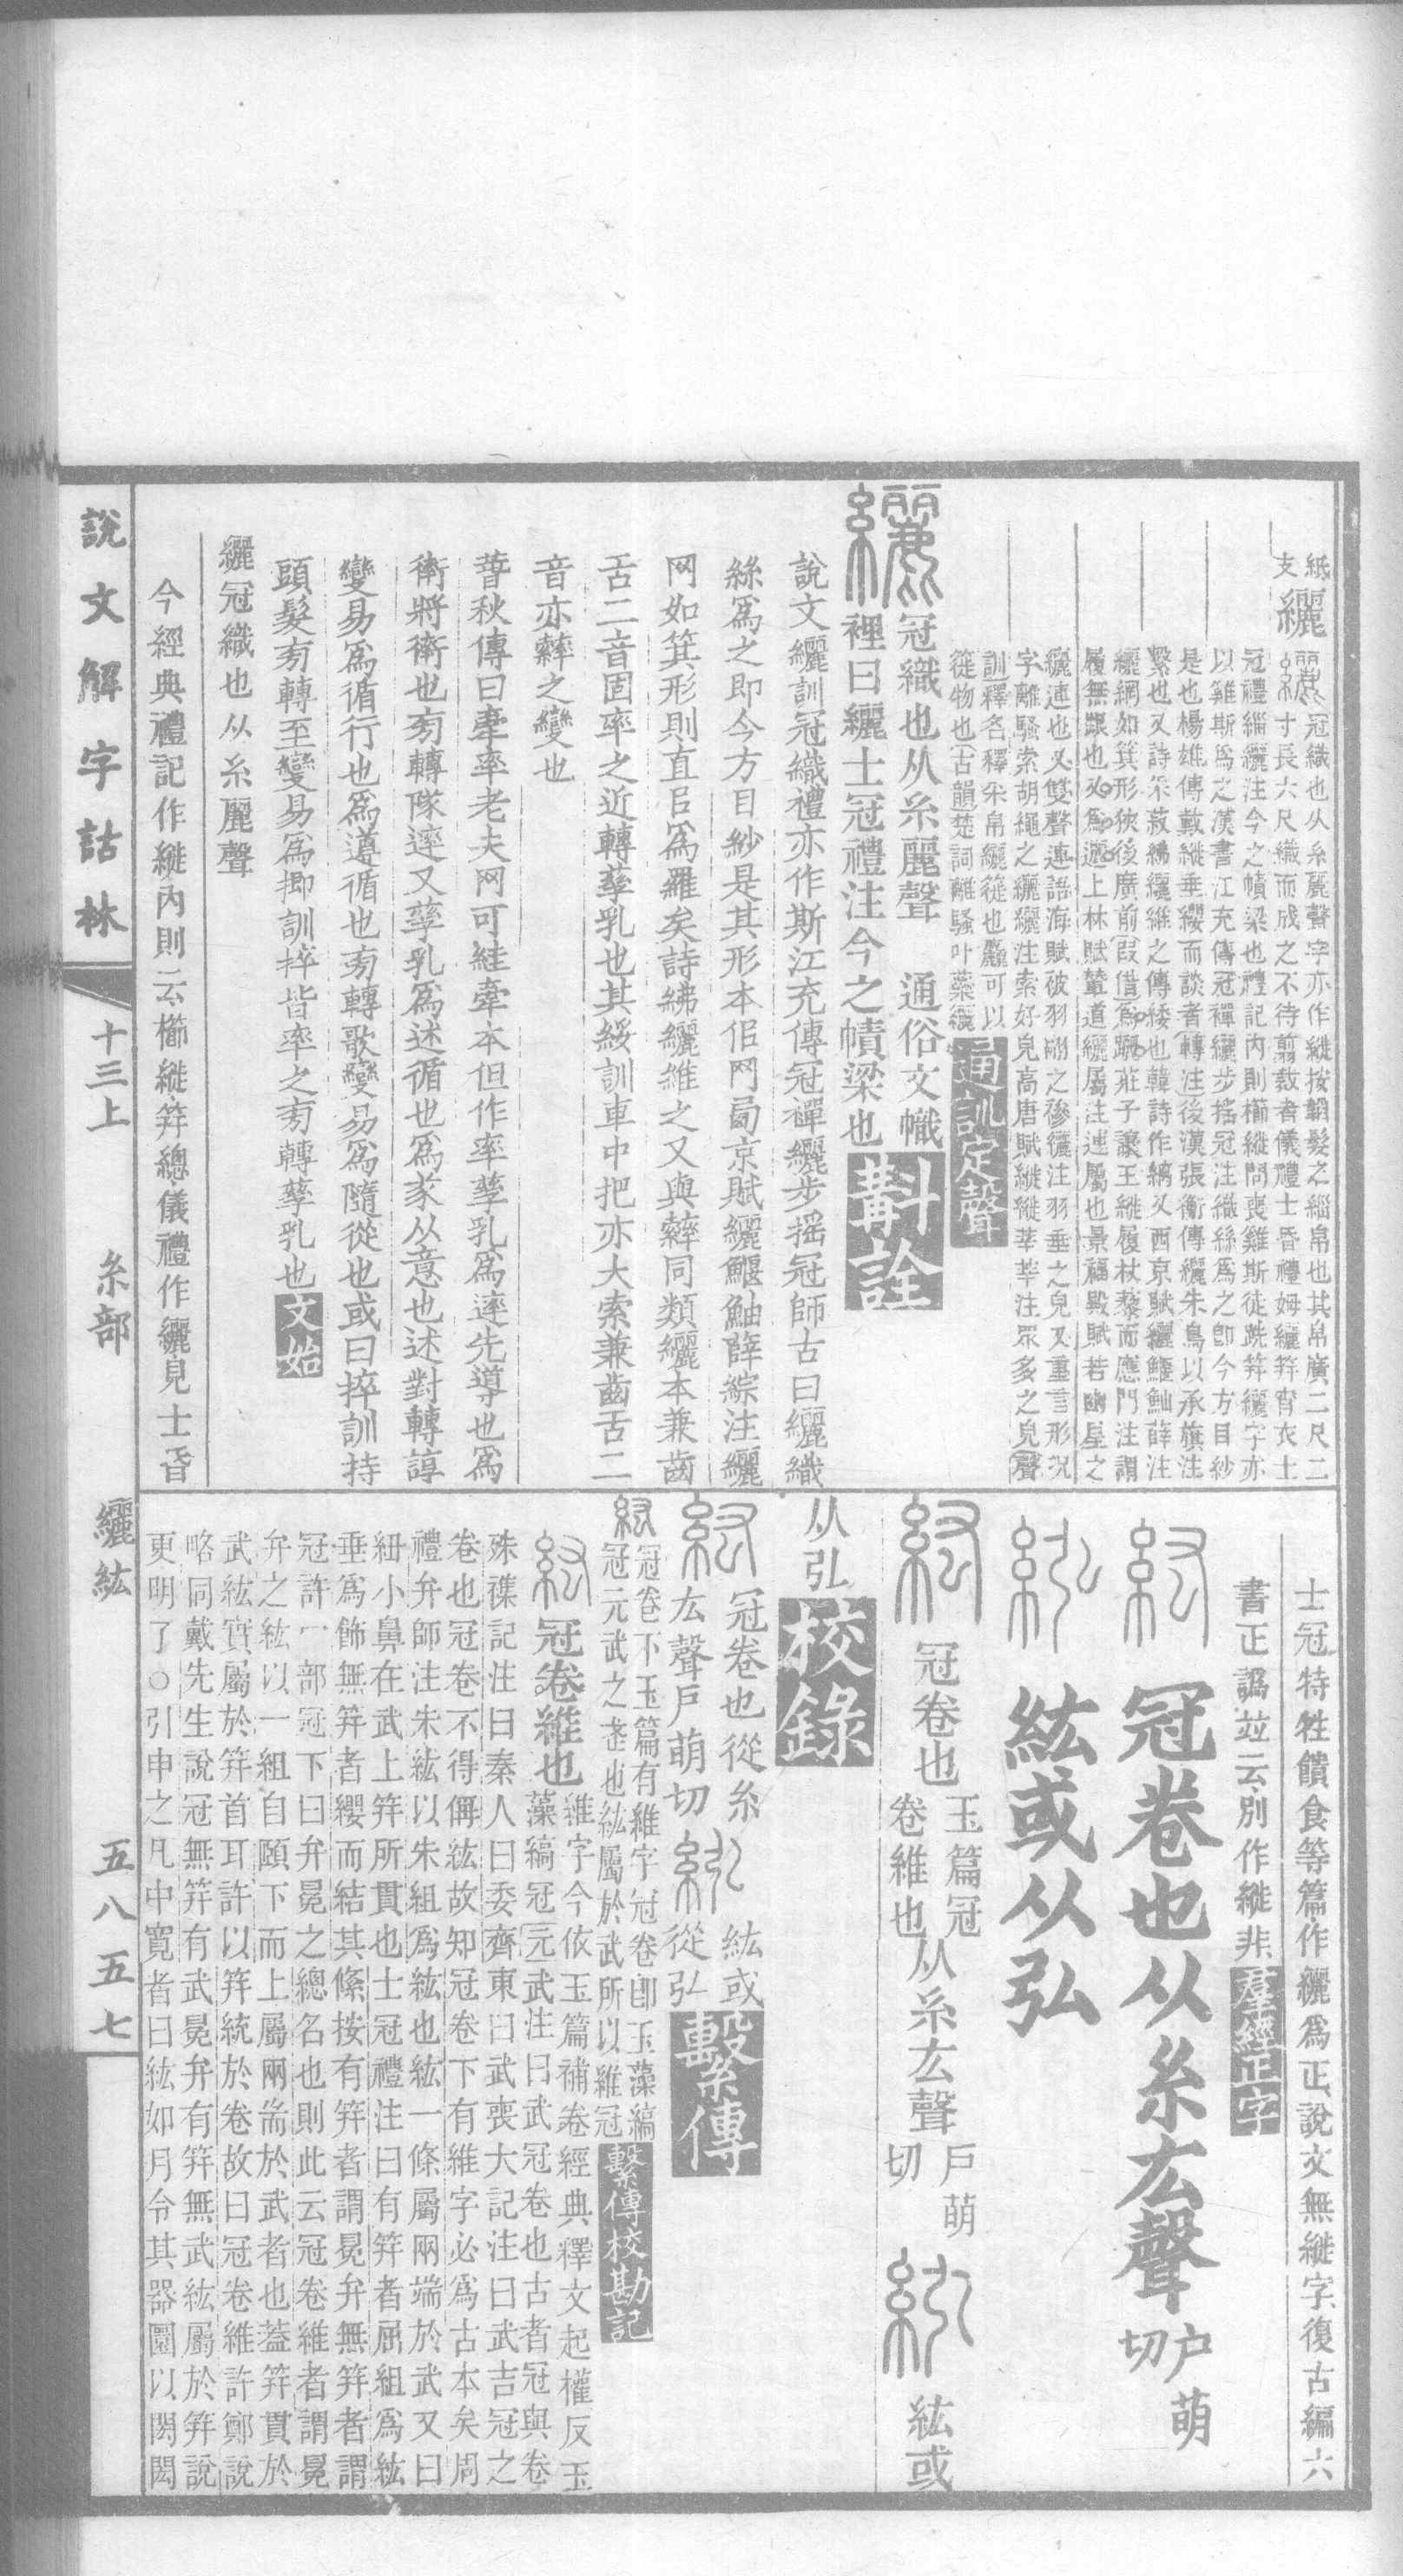 紙
支
纚
冠織也从糸麗聲字亦作縰按韜髮之緇帛也其帛廣二尺二
寸長六尺織而成之不待翦裁者儀禮士昏禮姆纚笄宵衣士
冠禮緇纚注今之幘梁也禮記內則櫛縰問喪雞斯徒跣笄纚字亦
以雞斯爲之漢書江充傳冠襌纚步搖冠注織絲爲之卽今方目紗
是也楊雄傳戴縰垂纓而談者轉注後漢張衡傳纚朱鳥以承旗注
繫也又詩采菽紼纚維之傳緌也韓詩作縭又西京賦纚鰋鮋薛注
纚網如箕形狹後廣前叚借爲躧莊子讓王縰履杖藜而應門注謂
履無跟也又爲邐上林賦輦道纚屬注連屬也景福殿賦若幽星之
纚連也又雙聲連語海賦被羽翮之襂纚注羽垂之皃又重言形況
字離騷索胡繩之纚纚注索好皃高唐賦縰縰莘莘注眾多之皃聲
訓釋名釋采帛纚簁也麤可以
簁物也古韻楚詞離騷叶蘂纚
通訓定聲
冠織也从糸麗聲　通俗文幟
裡曰纚士冠禮注今之幘梁也
斠詮
說文纚訓冠織禮亦作斯江充傳冠襌纚步搖冠師古曰纚織
絲爲之即今方目紗是其形本佀网㒳京賦纚鰋鮋薛綜注纚
网如箕形則直㠯爲羅矣詩紼纚維之又與繂同類纚本兼齒
舌二音固率之近轉孳乳也其綏訓車中把亦大索兼齒舌二
音亦繂之變也
萅秋傳曰牽率老夫网可絓牽本但作率孳乳爲達先導也爲
衛將衛也㫄轉隊達又孳乳爲述循也爲㒸从意也述對轉諄
變易爲循行也爲遵循也㫄轉歌變易爲隨從也或曰捽訓持
頭髮㫄轉至變易爲揤訓捽皆率之㫄轉孳乳也
文始
纚冠織也从糸麗聲
今經典禮記作縰內則云櫛縰笄總儀禮作纚見士昏
士冠特牲饋食等篇作纚爲正說文無縰字復古編六
書正譌竝云別作縰非
羣經正字
冠卷也从糸厷聲
户萌
切
紘或从弘
冠卷也
玉篇冠
卷維也
从糸厷聲
戸萌
切
紘或
从弘
校錄
冠卷也從糸
厷聲戸萌切
紘或
從弘
繫傳
紘
冠卷下玉篇有維字冠卷卽玉藻縞
冠元武之武也紘屬於武所以維冠
繫傳校勘記
冠卷維也
維字今依玉篇補卷經典釋文起權反玉
藻縞冠元武注曰武冠卷也古者冠與卷
殊襍記注曰秦人曰委齊東曰武喪大記注曰武吉冠之
卷也冠卷不得偁紘故知冠卷下有維字必爲古本矣周
禮弁師注朱紘以朱組爲紘也紘一條屬兩端於武又曰
紐小鼻在武上笄所貫也士冠禮注曰有笄者屈組爲紘
垂爲飾無笄者纓而結其絛按有笄者謂冕弁無笄者謂
冠許冖部冠下曰弁冕之總名也則此云冠卷維者謂冕
弁之紘以一組自頤下而上屬兩耑於武者也葢笄貫於
武紘實屬於笄首耳許以笄統於卷故曰冠卷維許鄭說
略同戴先生說冠無笄有武冕弁有笄無武紘屬於笄說
更明了○引申之凡中寬者曰紘如月令其器圜以閎閎
說文解字詁林
十三上
糸部
纚紘
五八五七